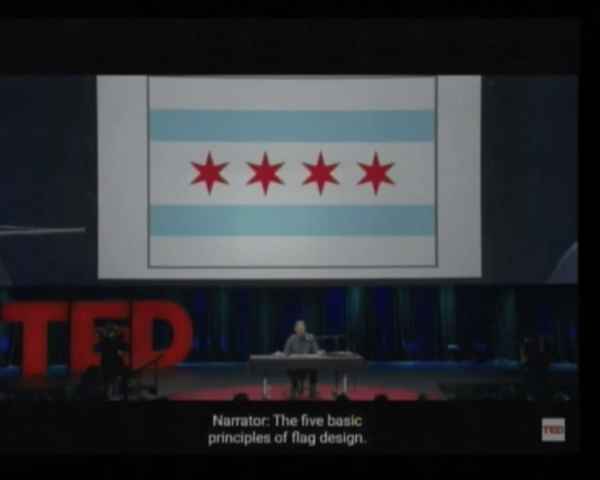 TED
Narrator: The five basic
principles of flag design.
TED